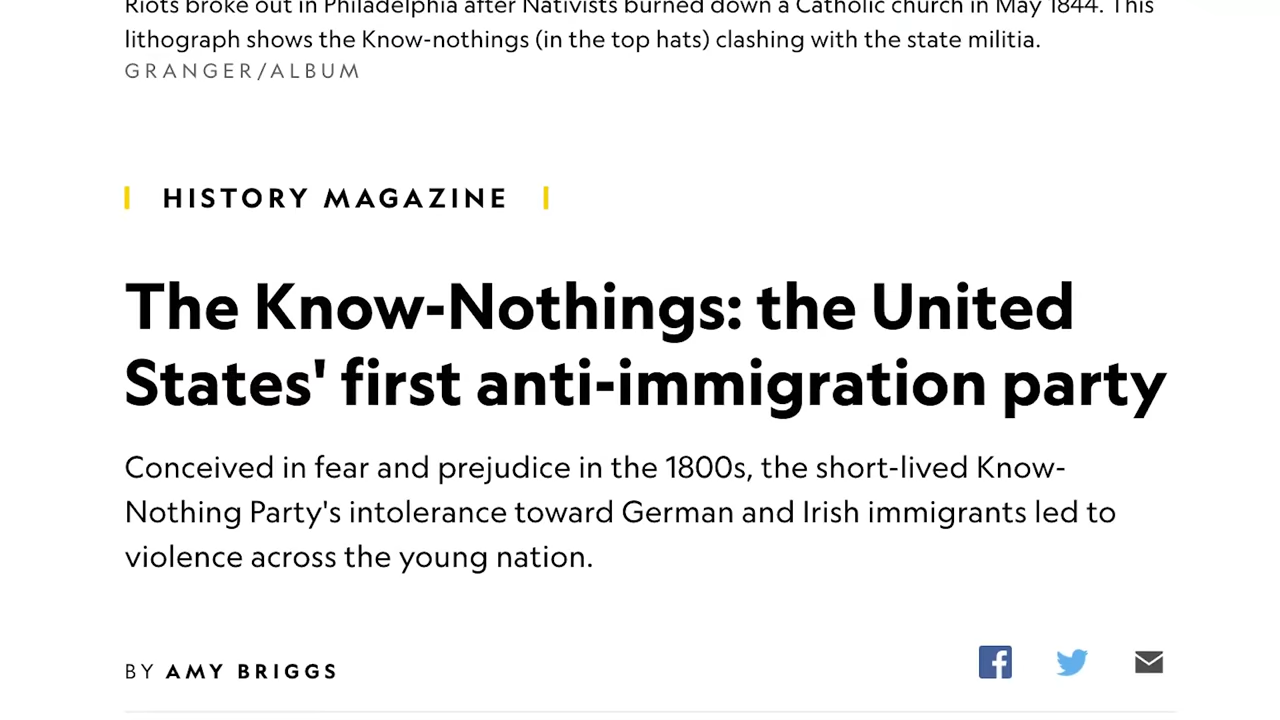 Riots broke out in Philadelphia after Nativists burned down a Catholic church in May 1844. This
lithograph shows the Know-nothings (in the top hats) clashing with the state militia.
GRANGER/ALBUM
HISTORY MAGAZINE
The Know-Nothings: the United
States' first anti-immigration party
Conceived in fear and prejudice in the 1800s, the short-lived Know-
Nothing Party's intolerance toward German and Irish immigrants led to
violence across the young nation.
BY AMY BRIGGS